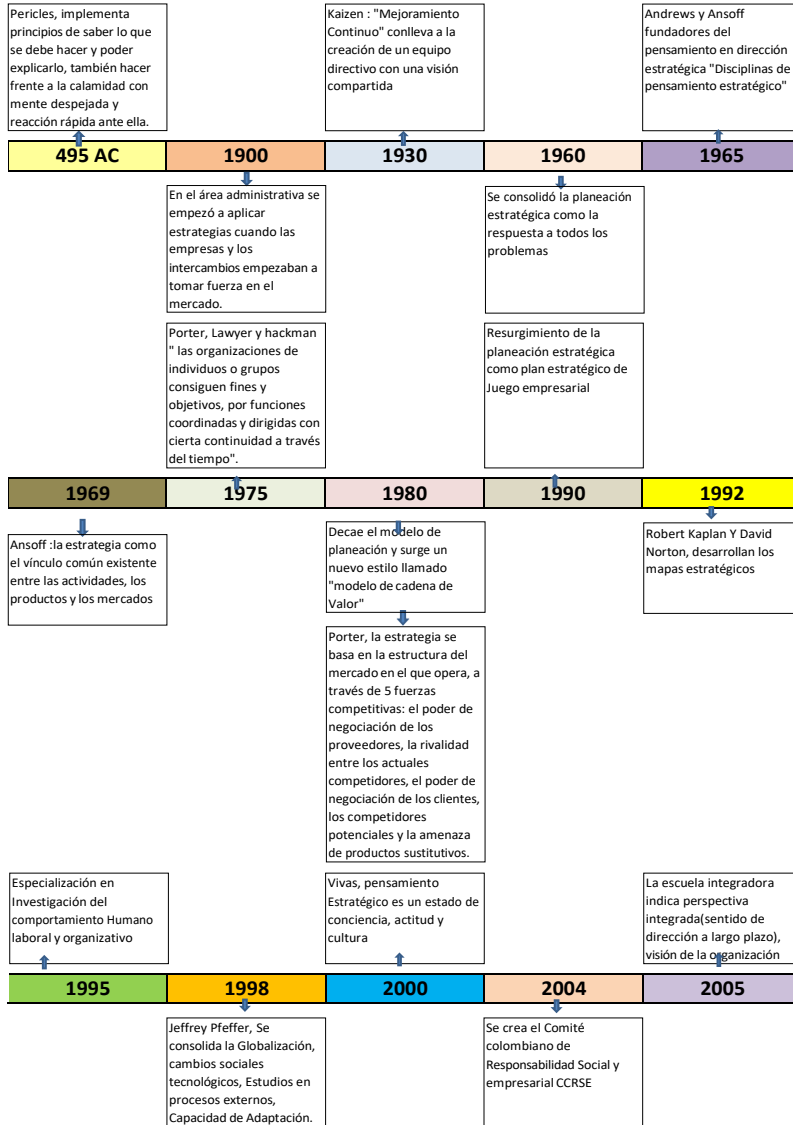 Pericles, implementa
principios de saber lo que
se debe hacer y poder
explicarlo, también hacer
frente a la calamidad con
mente despejada y
reacción rápida ante ella.
Kaizen : "Mejoramiento
Continuo" conlleva a la
creación de un equipo
directivo con una visión
compartida
Andrews y Ansoff
fundadores del
pensamiento en dirección
estratégica "Disciplinas de
pensamiento estratégico"
495 AC
1900
1930
1960
1965
En el área administrativa se
empezó a aplicar
estrategias cuando las
empresas y los
intercambios empezaban a
tomar fuerza en el
mercado.
Se consolidó la planeación
estratégica como la
respuesta a todos los
problemas
Porter, Lawyer y hackman
" las organizaciones de
individuos o grupos
consiguen fines y
objetivos, por funciones
coordinadas y dirigidas con
cierta continuidad a través
del tiempo".
Resurgimiento de la
planeación estratégica
como plan estratégico de
Juego empresarial
1969
1975
1980
1990
1992
Ansoff :la estrategia como
el vínculo común existente
entre las actividades, los
productos y los mercados
Decae el modelo de
planeación y surge un
nuevo estilo llamado
"modelo de cadena de
Valor"
Robert Kaplan Y David
Norton, desarrollan los
mapas estratégicos
Porter, la estrategia se
basa en la estructura del
mercado en el que opera, a
través de 5 fuerzas
competitivas: el poder de
negociación de los
proveedores, la rivalidad
entre los actuales
competidores, el poder de
negociación de los clientes,
los competidores
potenciales y la amenaza
de productos sustitutivos.
Especialización en
Investigación del
comportamiento Humano
laboral y organizativo
Vivas, pensamiento
Estratégico es un estado de
conciencia, actitud y
cultura
La escuela integradora
indica perspectiva
integrada(sentido de
dirección a largo plazo),
visión de la organización
1995
1998
2000
2004
2005
Jeffrey Pfeffer, Se
consolida la Globalización,
cambios sociales
tecnológicos, Estudios en
procesos externos,
Capacidad de Adaptación.
Se crea el Comité
colombiano de
Responsabilidad Social y
empresarial CCRSE